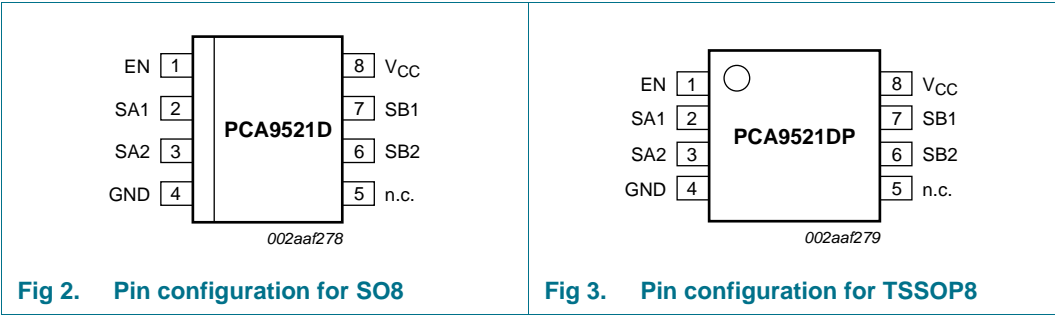 EN 1 8 VCC
SA1 2 7 SB1
PCA9521D
SA2 3 6 SB2
GND 4 5 n.c.
002aaf278
Fig 2. Pin configuration for SO8
EN 1 8 VCC
SA1 2 7 SB1
PCA9521DP
SA2 3 6 SB2
GND 4 5 n.c.
002aaf279
Fig 3. Pin configuration for TSSOP8